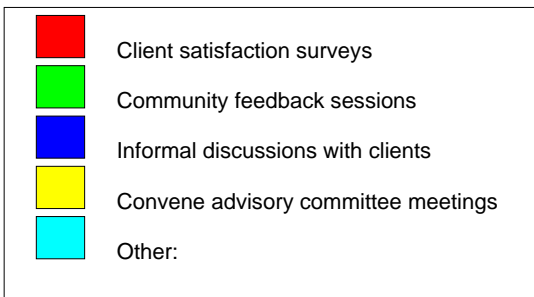 Client satisfaction surveys
Community feedback sessions
Informal discussions with clients
Convene advisory committee meetings
Other: